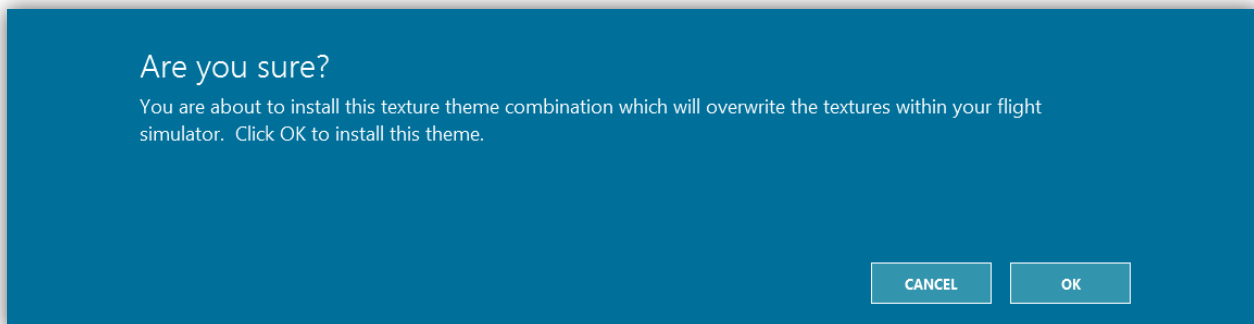 Are you sure?
You are about to install this texture theme combination which will overwrite the textures within your flight
simulator.  Click OK to install this theme.
CANCEL
OK